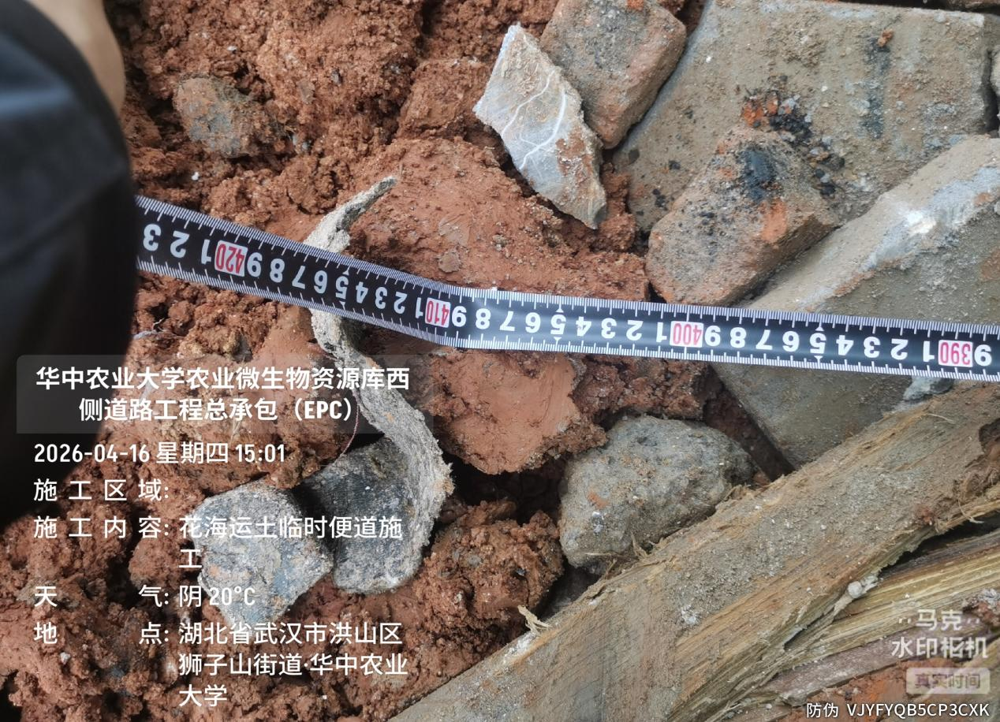 3 2 1 420 9 8 7 6 5 4 3 2 1 410 9 8 7 6 5 4 3 2 1 400 9 8 7 6 5 4 3 2 1 390 9
华中农业大学农业微生物资源库西
侧道路工程总承包（EPC）
2026-04-16 星期四 15:01
施工区域:
施工内容: 花海运土临时便道施
工
天气: 阴 20°C
地点: 湖北省武汉市洪山区
狮子山街道·华中农业
大学
马克
水印相机
真实时间
防伪 VJYFYQB5CP3CXK